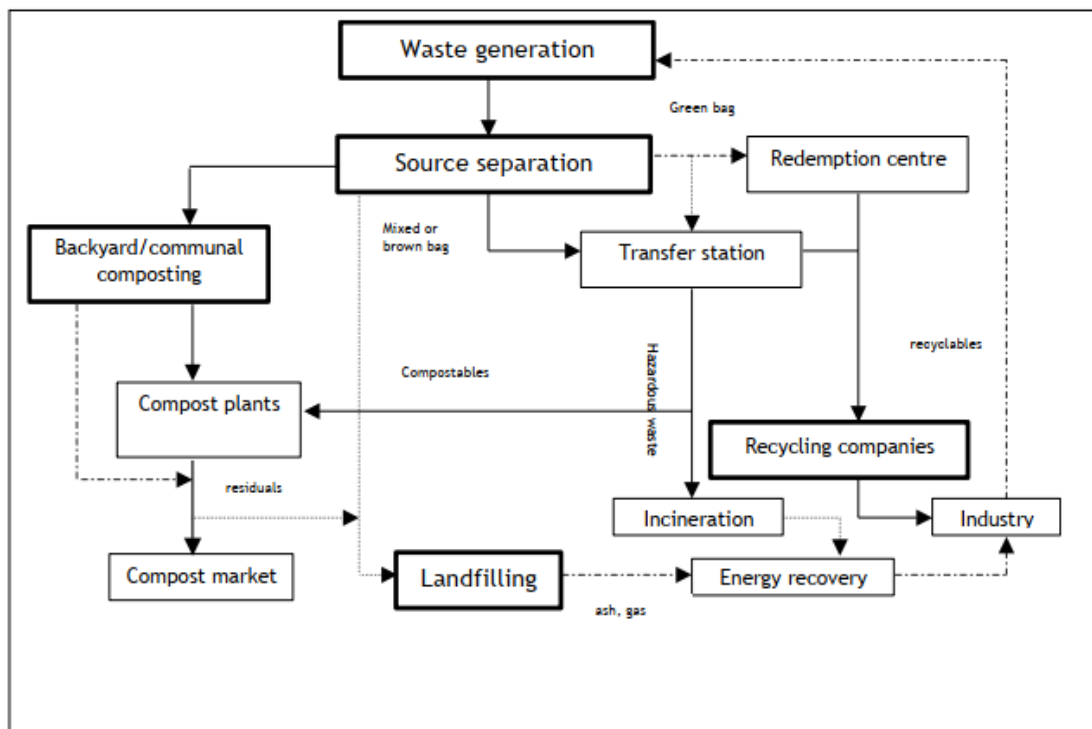 Waste generation
Green bag
Source separation
Redemption centre
Mixed or
brown bag
Transfer station
Backyard/communal
composting
Hazardous waste
recyclables
Compostables
Compost plants
Recycling companies
residuals
Incineration
Industry
Compost market
Landfilling
Energy recovery
ash, gas